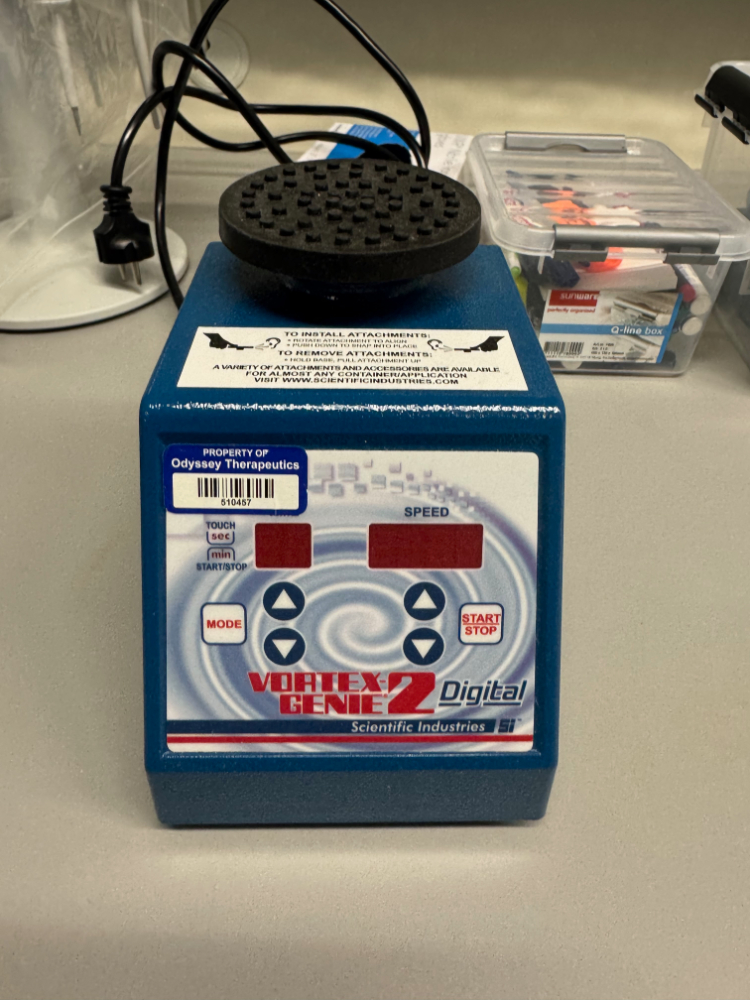 TO INSTALL ATTACHMENTS:
• ROTATE ATTACHMENT TO ALIGN
• PUSH DOWN TO SNAP INTO PLACE
TO REMOVE ATTACHMENTS:
• HOLD BASE, PULL ATTACHMENT UP
A VARIETY OF ATTACHMENTS AND ACCESSORIES ARE AVAILABLE
FOR ALMOST ANY CONTAINER/APPLICATION
VISIT WWW.SCIENTIFICINDUSTRIES.COM
PROPERTY OF
Odyssey Therapeutics
510457
SPEED
TOUCH
sec
min
START/STOP
MODE
START
STOP
VORTEX-
GENIE 2 Digital
Scientific Industries SI
sunware
perfectly organized
Q-line box